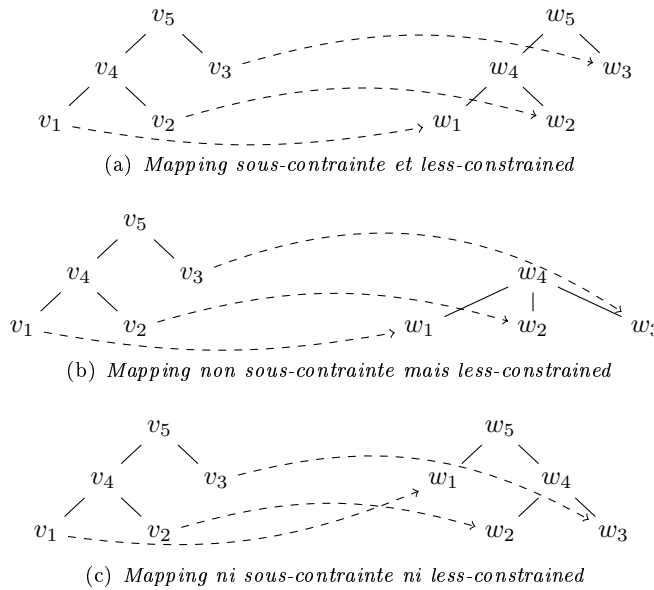 v₅ w₅
v₄ v₃ w₄ w₃
v₁ v₂ w₁ w₂
(a) Mapping sous-contrainte et less-constrained
v₅
v₄ v₃ w₄
v₁ v₂ w₁ w₂ w₃
(b) Mapping non sous-contrainte mais less-constrained
v₅ w₅
v₄ v₃ w₁ w₄
v₁ v₂ w₂ w₃
(c) Mapping ni sous-contrainte ni less-constrained